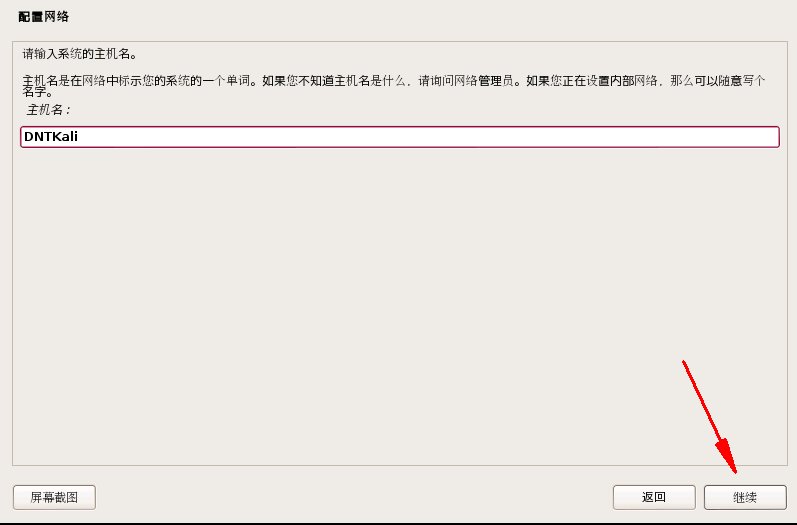 配置网络
请输入系统的主机名。
主机名是在网络中标示您的系统的一个单词。如果您不知道主机名是什么，请询问网络管理员。如果您正在设置内部网络，那么可以随意写个
名字。
主机名：
DNTKali
屏幕截图
返回
继续